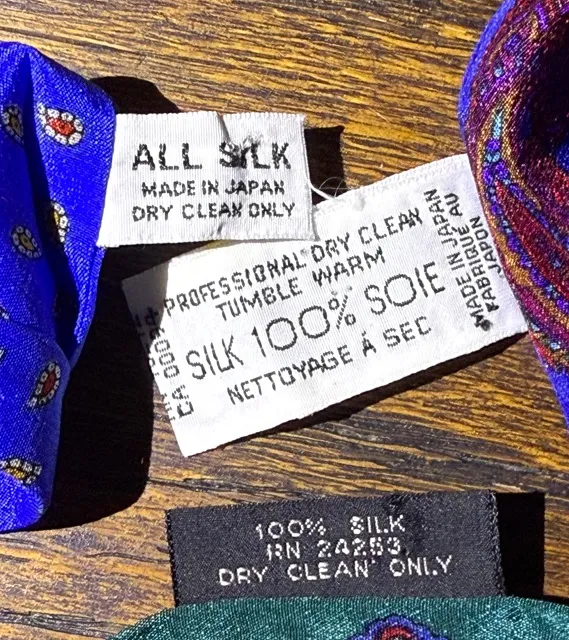 ALL SILK
MADE IN JAPAN
DRY CLEAN ONLY
PROFESSIONAL DRY CLEAN
TUMBLE WARM
SILK 100% SOIE
NETTOYAGE À SEC
MADE IN JAPAN
FABRIQUÉ AU
JAPON
100% SILK
RN 24253
DRY CLEAN ONLY